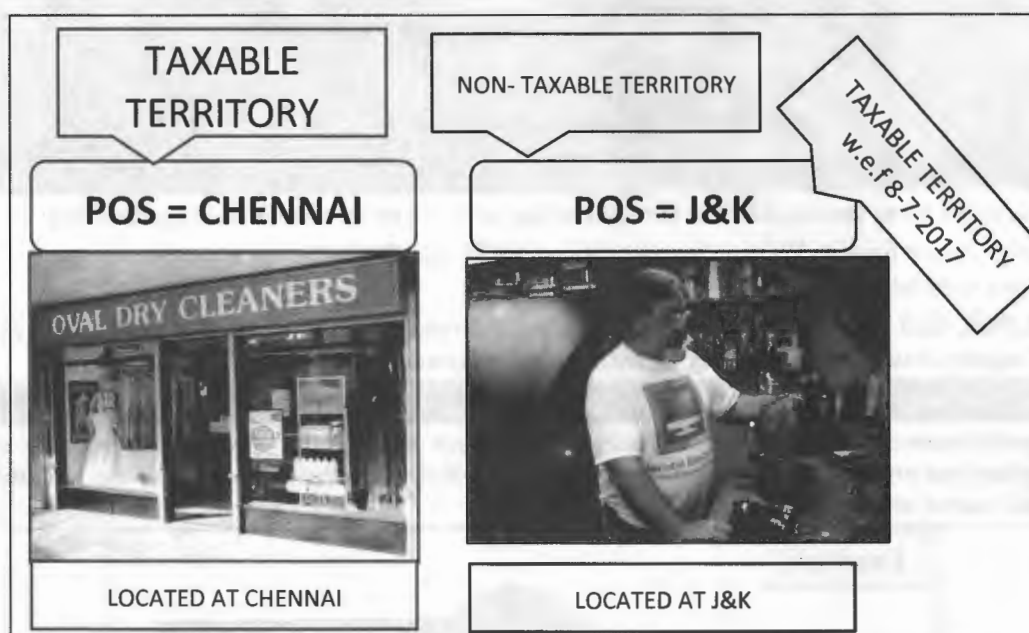 TAXABLE
TERRITORY
NON- TAXABLE TERRITORY
TAXABLE TERRITORY
w.e.f 8-7-2017
POS = CHENNAI
POS = J&K
OVAL DRY CLEANERS
LOCATED AT CHENNAI
LOCATED AT J&K